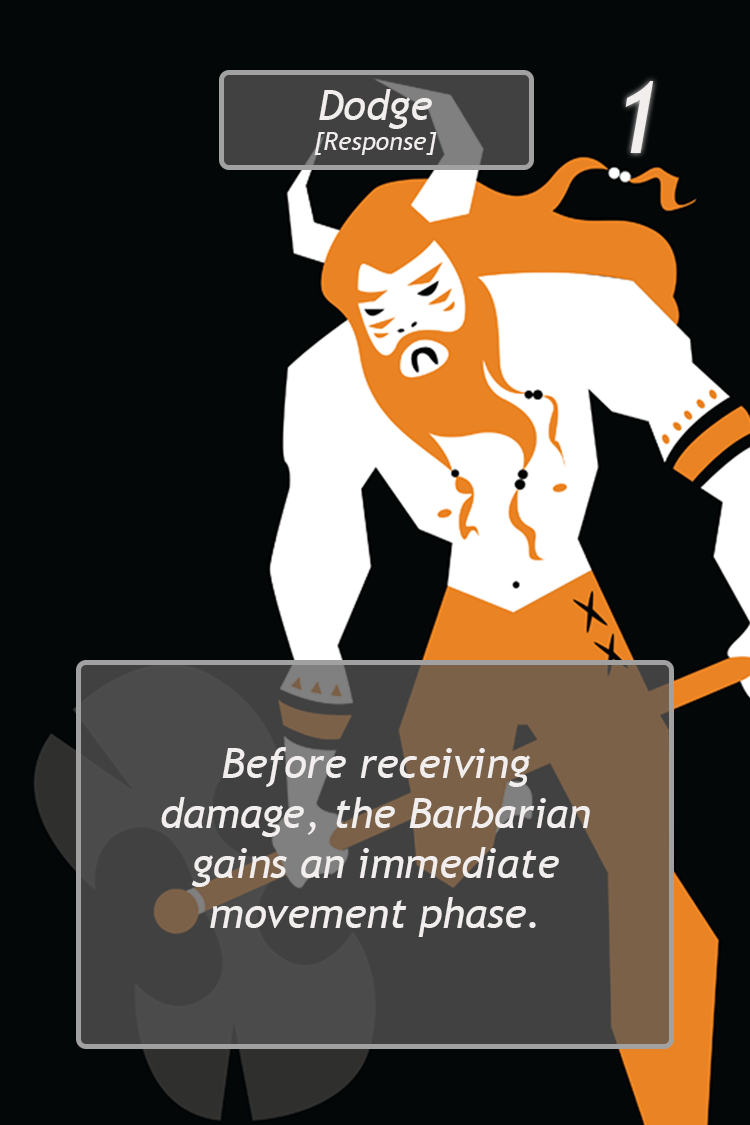 Dodge
[Response]
1
Before receiving
damage, the Barbarian
gains an immediate
movement phase.